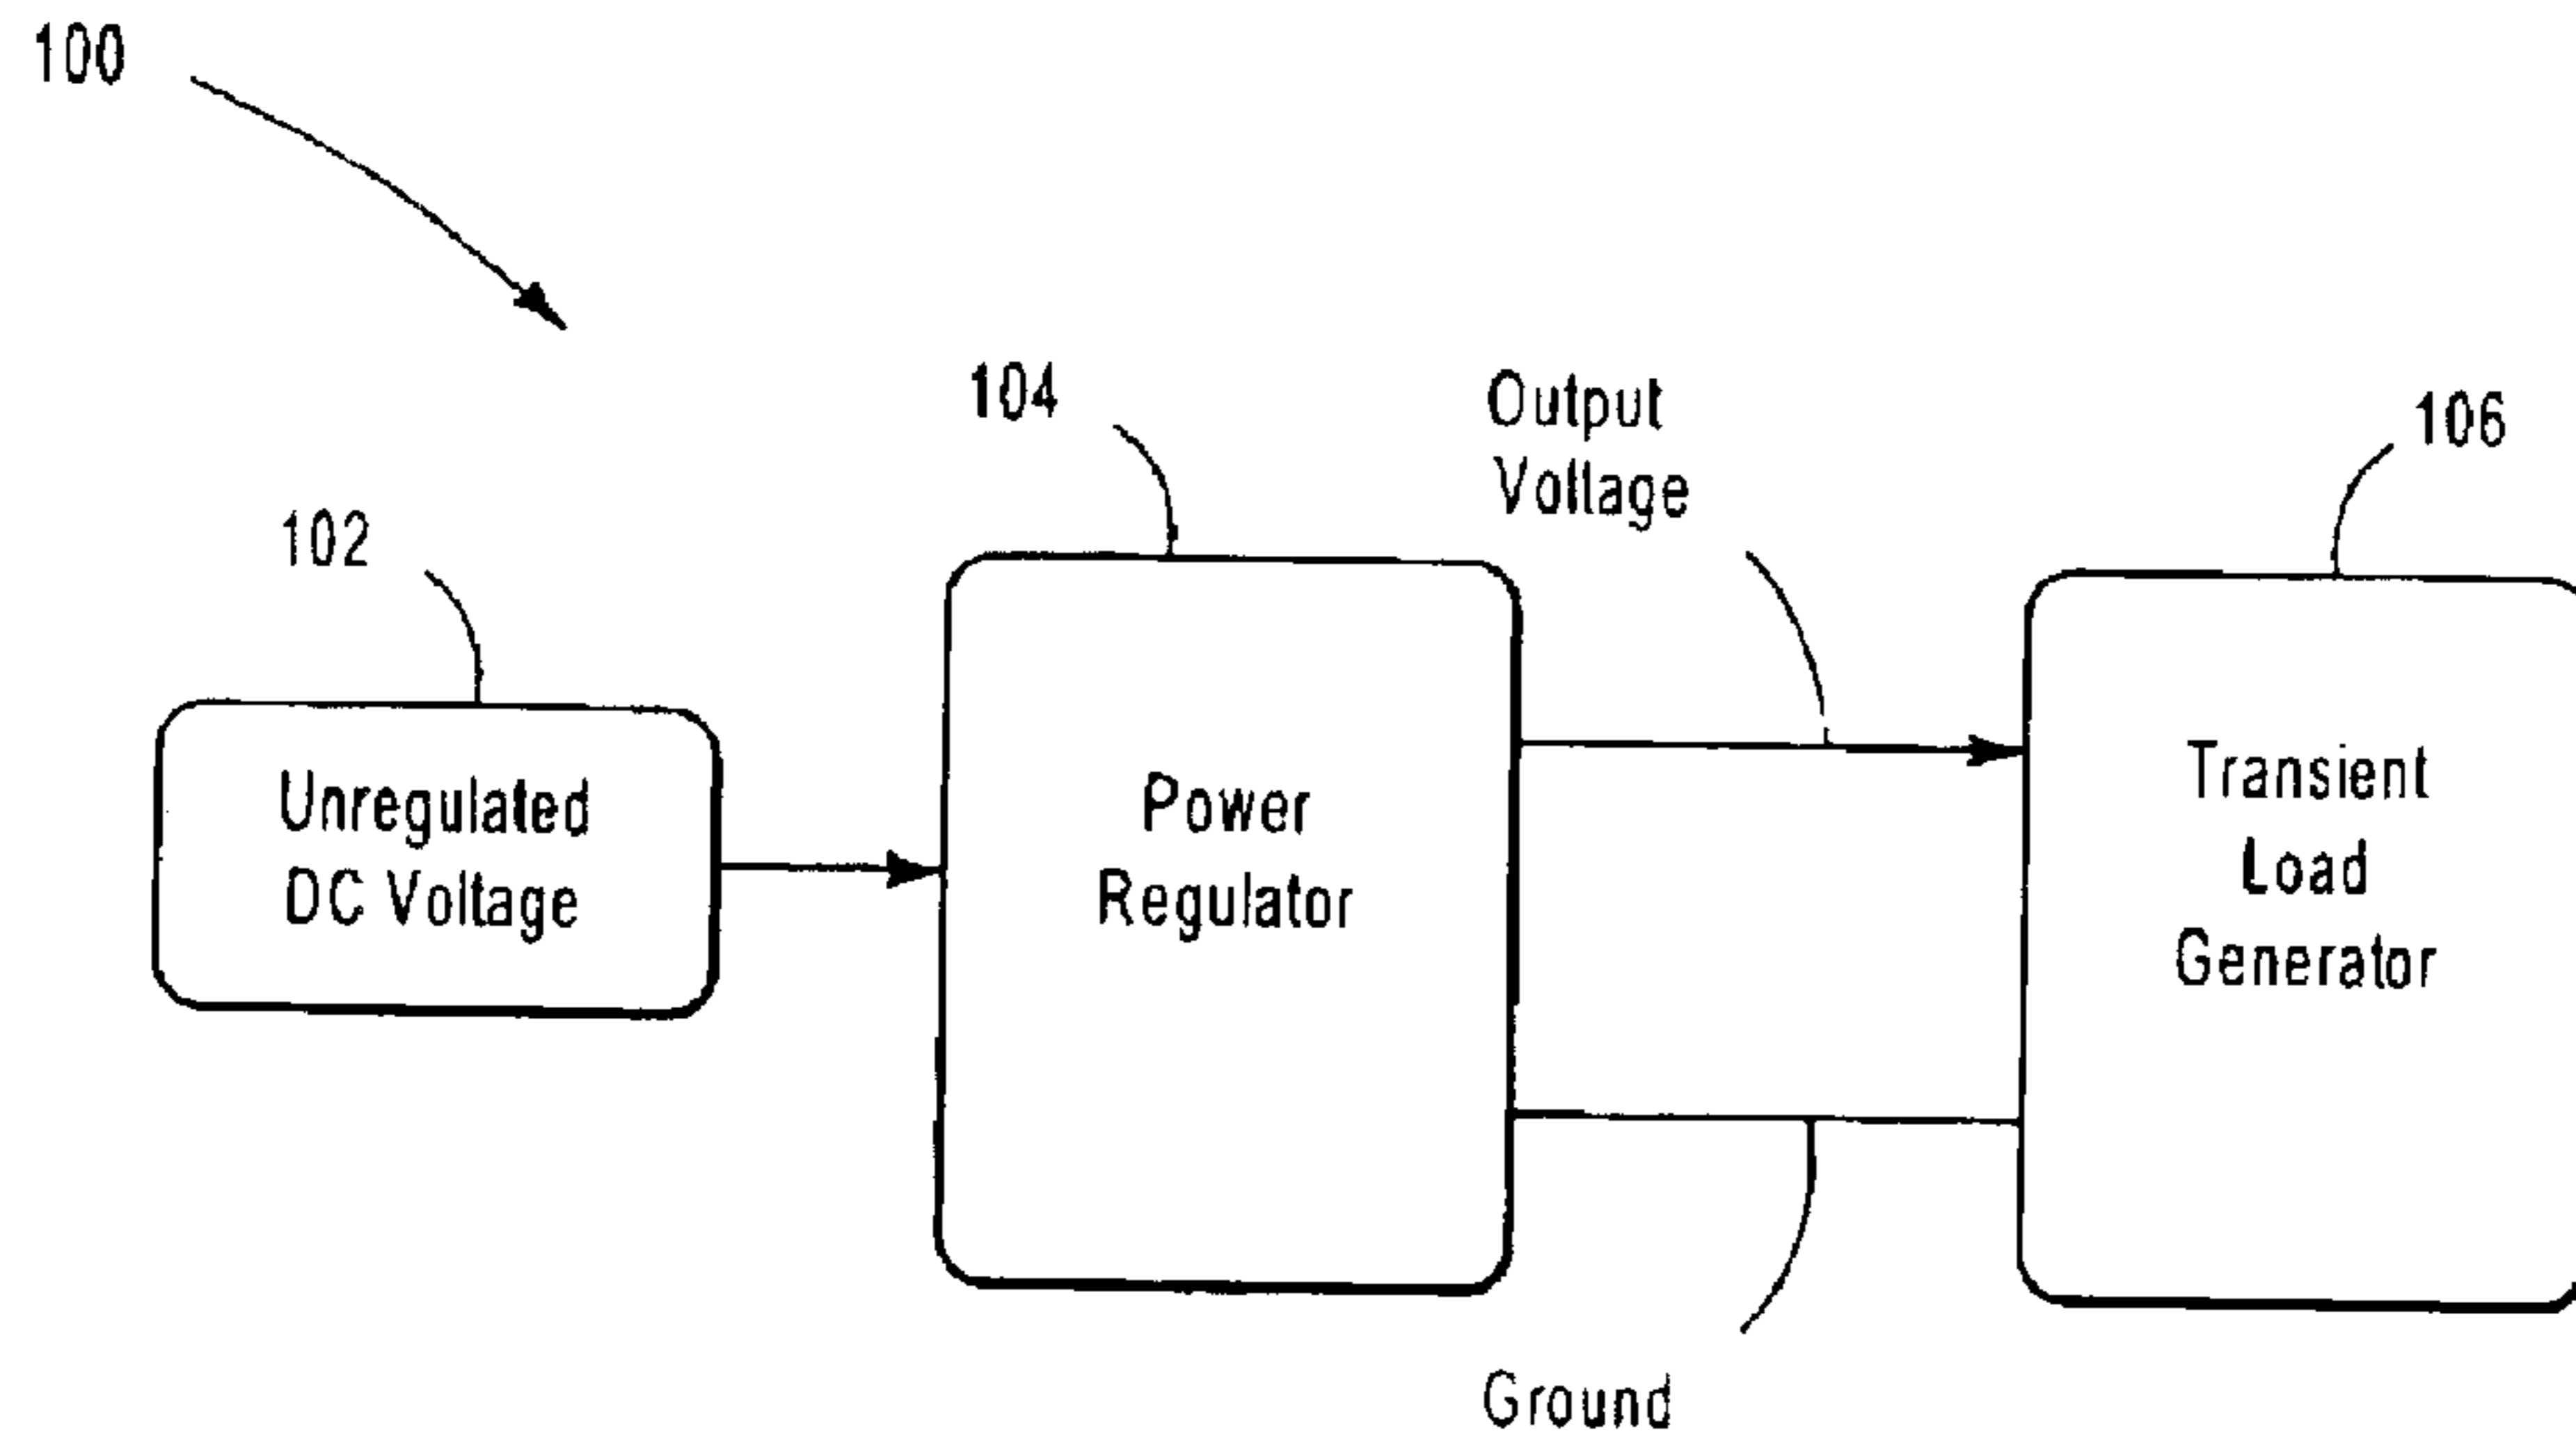 100
104
Output
Voltage
106
102
Unregulated
DC Voltage
Power
Regulator
Transient
Load
Generator
Ground